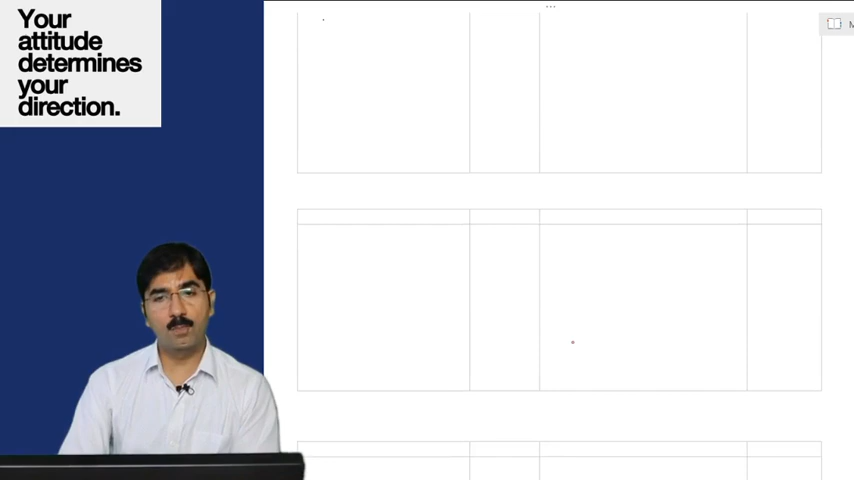 Your
attitude
determines
your
direction.